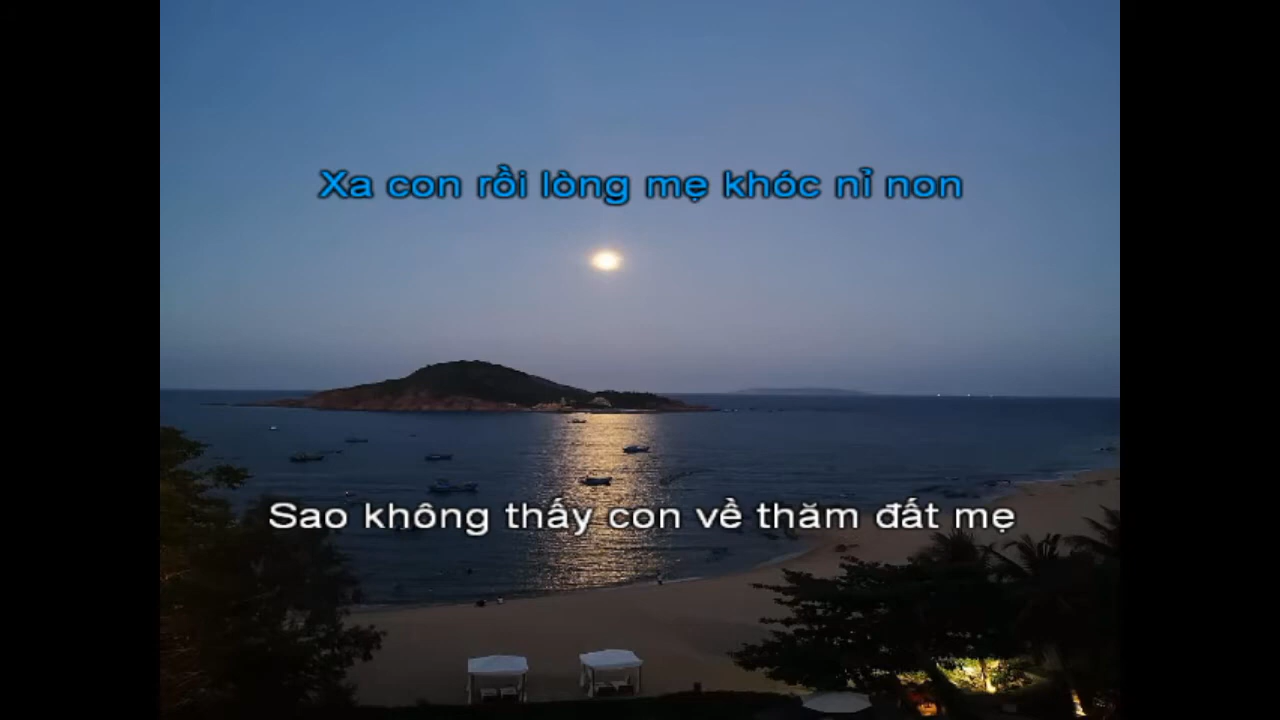 Xa con rồi lòng mẹ khóc nỉ non
Sao không thấy con về thăm đất mẹ